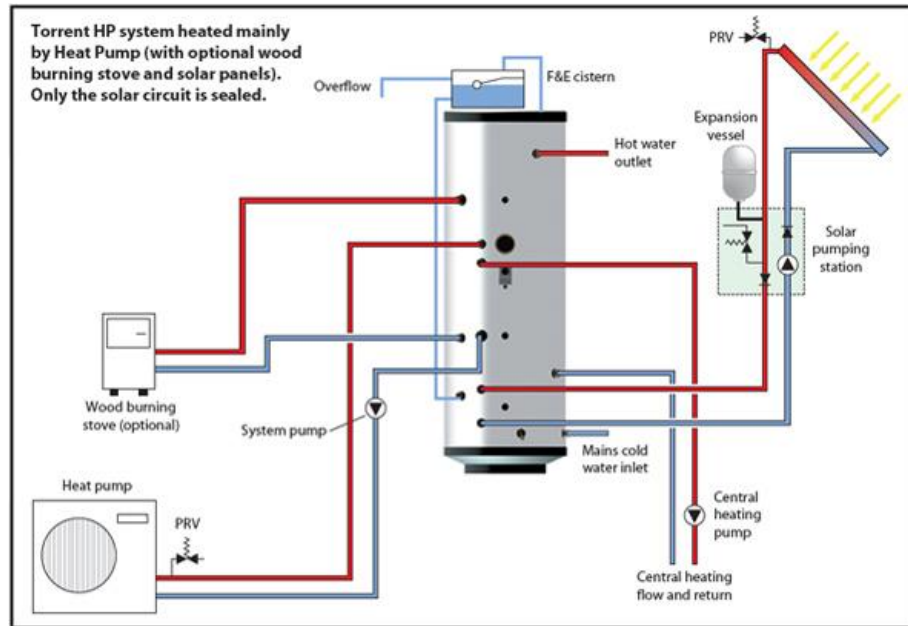 Torrent HP system heated mainly
by Heat Pump (with optional wood
burning stove and solar panels).
Only the solar circuit is sealed.
PRV
Overflow
F&E cistern
Expansion
vessel
Hot water
outlet
Solar
pumping
station
Wood burning
stove (optional)
System pump
Mains cold
water inlet
Heat pump
PRV
Central
heating
pump
Central heating
flow and return